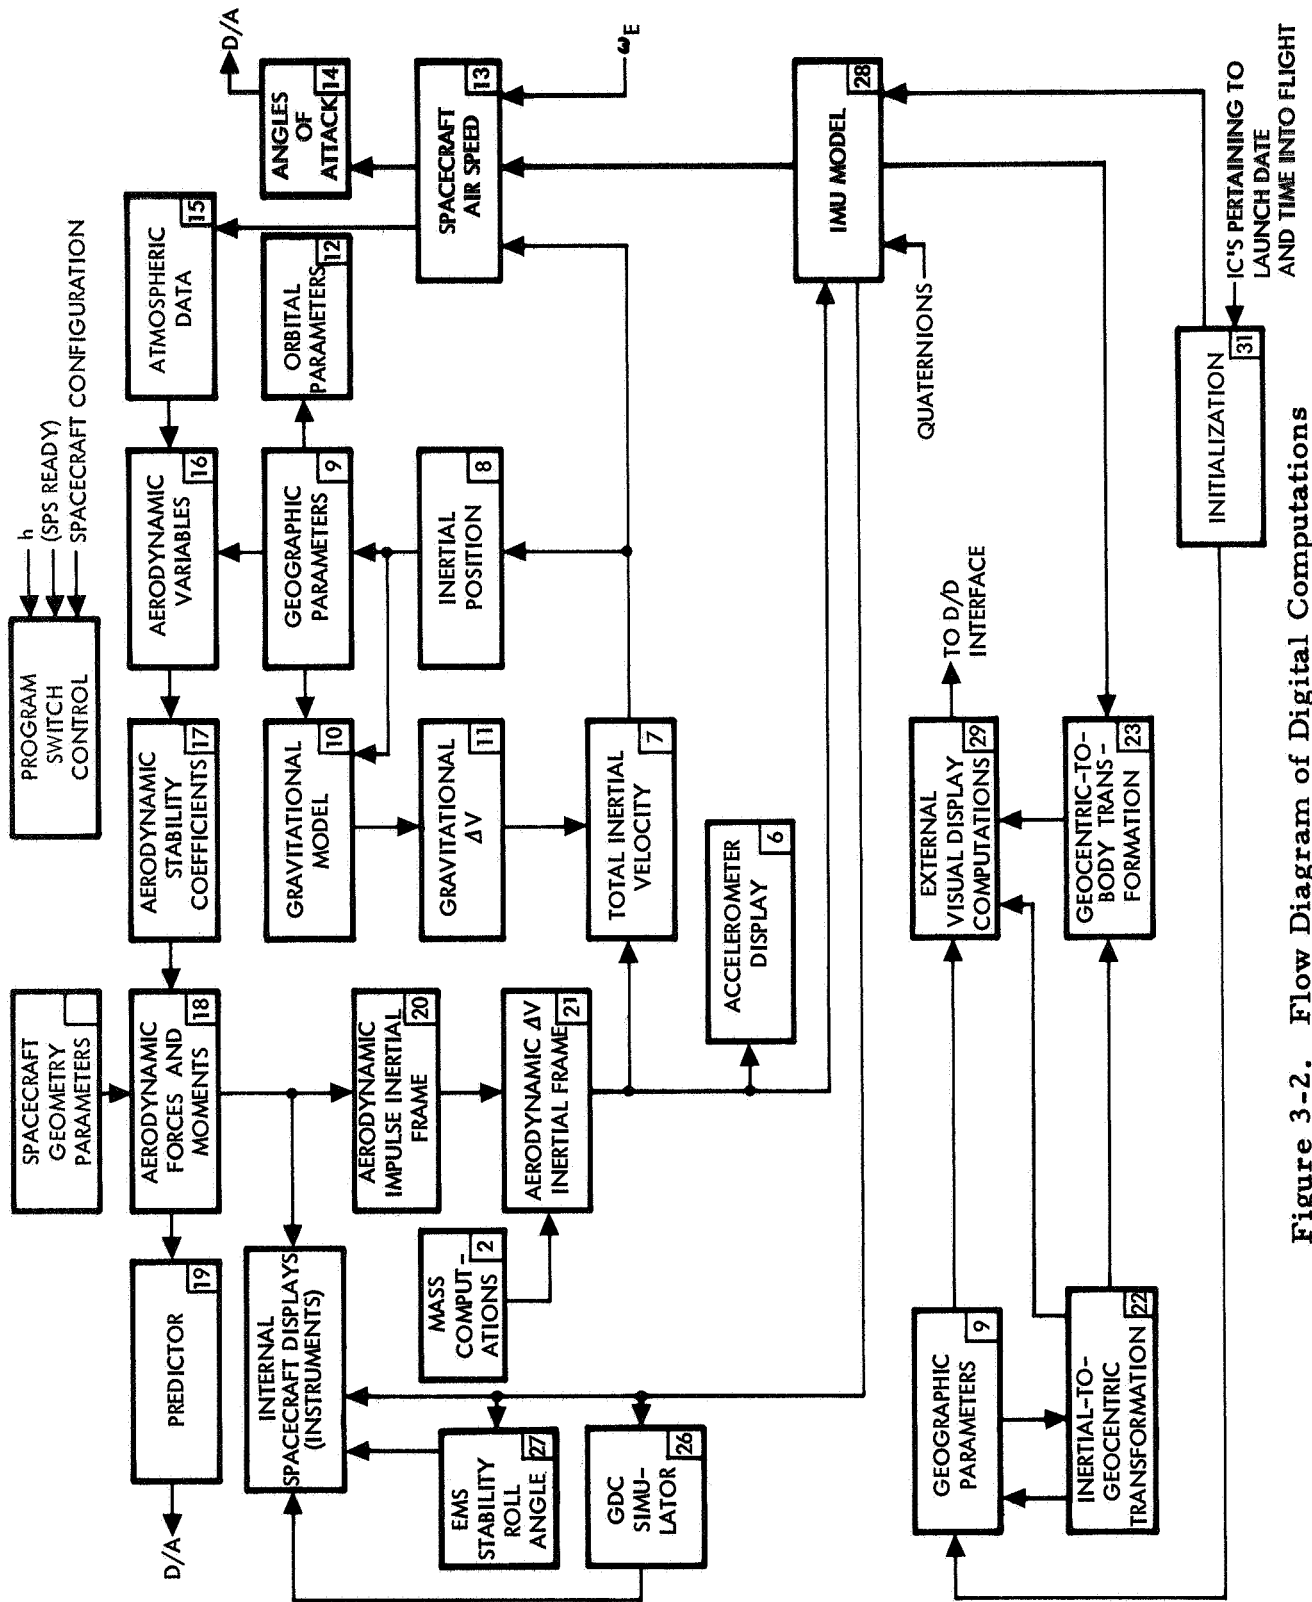 SPACECRAFT
GEOMETRY
PARAMETERS
PROGRAM
SWITCH
CONTROL
h
(SPS READY)
SPACECRAFT CONFIGURATION
D/A
PREDICTOR
19
AERODYNAMIC
FORCES AND
MOMENTS
18
AERODYNAMIC
STABILITY
COEFFICIENTS
17
AERODYNAMIC
VARIABLES
16
ATMOSPHERIC
DATA
15
D/A
INTERNAL
SPACECRAFT DISPLAYS
(INSTRUMENTS)
GRAVITATIONAL
MODEL
10
GEOGRAPHIC
PARAMETERS
9
ORBITAL
PARAMETERS
12
ANGLES
OF
ATTACK
14
AERODYNAMIC
IMPULSE INERTIAL
FRAME
20
MASS
COMPUT-
ATIONS
2
GRAVITATIONAL
ΔV
11
INERTIAL
POSITION
8
SPACECRAFT
AIR SPEED
13
EMS
STABILITY
ROLL
ANGLE
27
AERODYNAMIC ΔV
INERTIAL FRAME
21
GDC
SIMU-
LATOR
26
TOTAL INERTIAL
VELOCITY
7
ωE
ACCELEROMETER
DISPLAY
6
IMU MODEL
28
QUATERNIONS
GEOGRAPHIC
PARAMETERS
9
EXTERNAL
VISUAL DISPLAY
COMPUTATIONS
29
TO D/D
INTERFACE
INERTIAL-TO-
GEOCENTRIC
TRANSFORMATION
22
GEOCENTRIC-TO-
BODY TRANS-
FORMATION
23
INITIALIZATION
31
IC'S PERTAINING TO
LAUNCH DATE
AND TIME INTO FLIGHT
Figure 3-2. Flow Diagram of Digital Computations